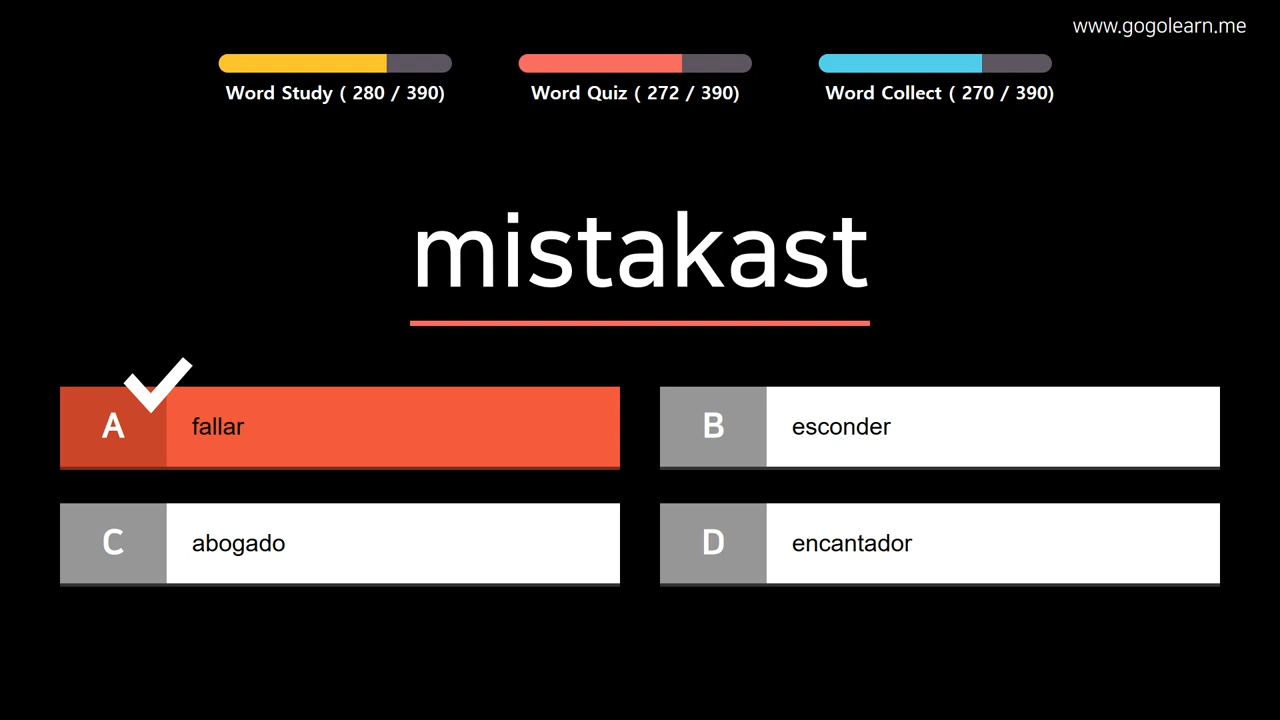 www.gogolearn.me
Word Study ( 280 / 390)
Word Quiz ( 272 / 390)
Word Collect ( 270 / 390)
mistakast
A
fallar
B
esconder
C
abogado
D
encantador